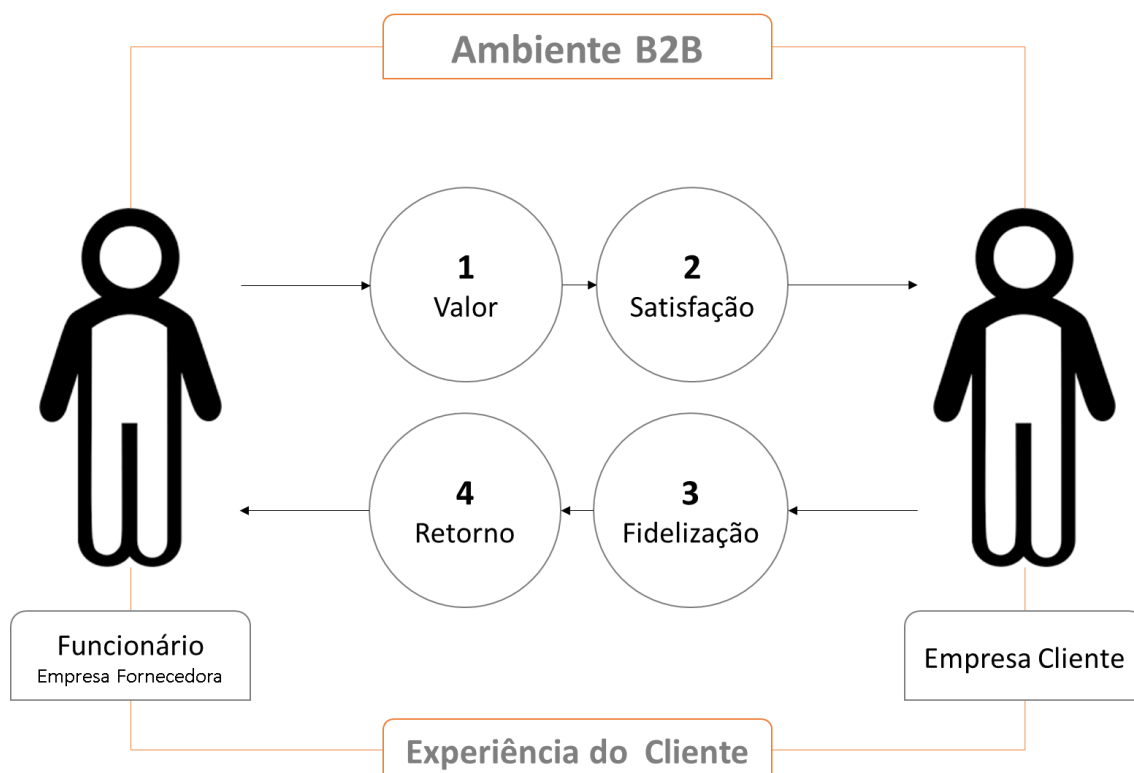 Ambiente B2B
1
Valor
2
Satisfação
4
Retorno
3
Fidelização
Funcionário
Empresa Fornecedora
Empresa Cliente
Experiência do Cliente